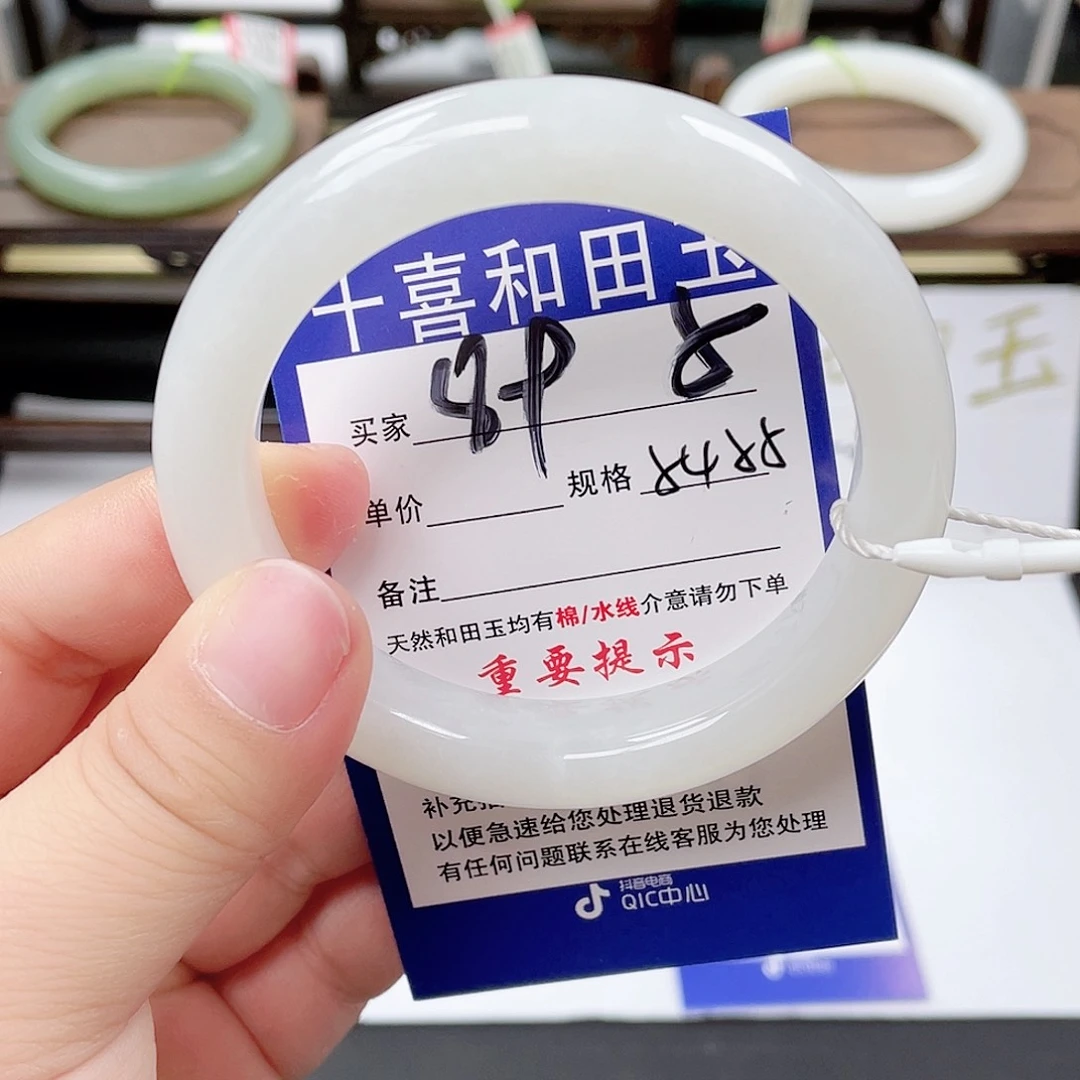 喜和田玉
买家
单价
规格
备注
天然和田玉均有棉/水线介意请勿下单
重要提示
补充
以便急速给您处理退货退款
有任何问题联系在线客服为您处理
抖音电商
QIC中心
玉